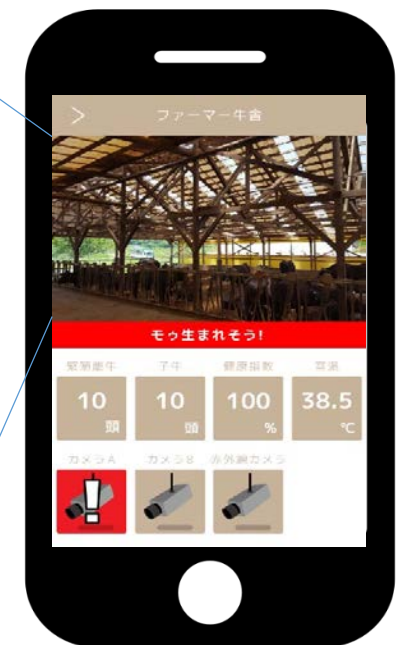 ファーマー牛舎
モゥ生まれそう!
繁殖雌牛 子牛 健康指数 室温
10 10 100 38.5
頭 頭 % ℃
カメラA カメラB 赤外線カメラ